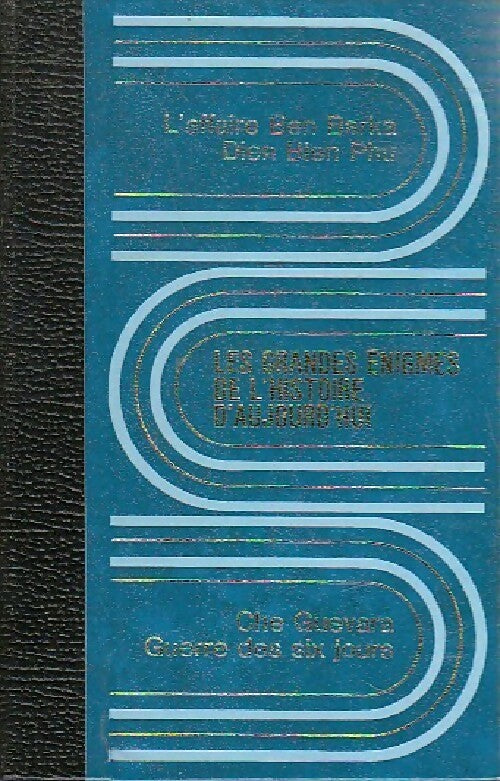 L'affaire Ben Barka
Dien Bien Phu
LES GRANDES ÉNIGMES
DE L'HISTOIRE
D'AUJOURD'HUI
Che Guevara
Guerre des six jours